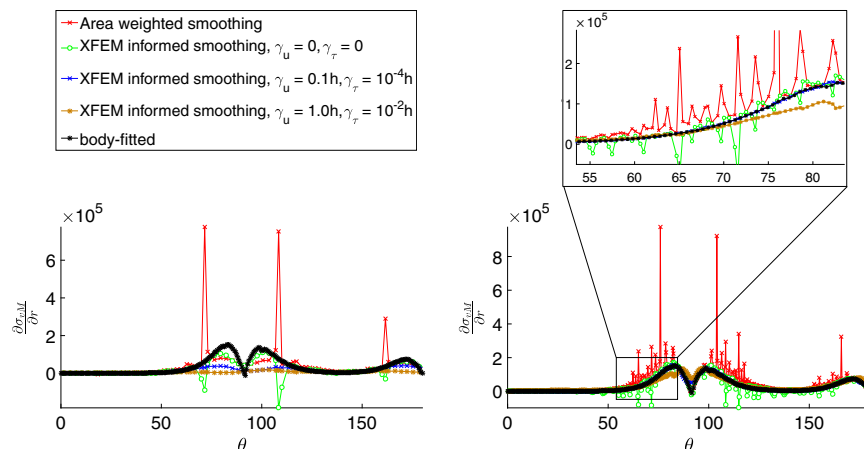 Area weighted smoothing
XFEM informed smoothing, γu = 0, γτ = 0
XFEM informed smoothing, γu = 0.1h, γτ = 10-4h
XFEM informed smoothing, γu = 1.0h, γτ = 10-2h
body-fitted
×10^5
2
1
0
55 60 65 70 75 80
×10^5
6
4
2
0
∂σvM
∂r
0 50 100 150
θ
×10^5
8
6
4
2
0
∂σvM
∂r
0 50 100 150
θ